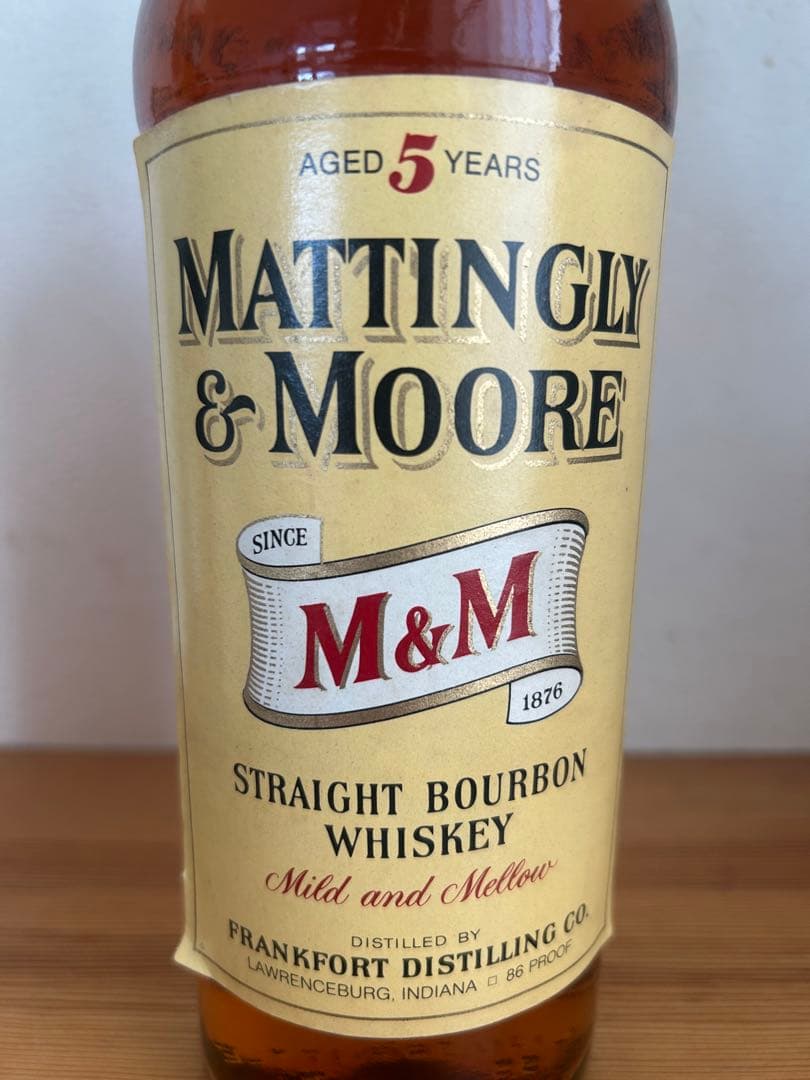 AGED 5 YEARS
MATTINGLY
& MOORE
SINCE
M&M
1876
STRAIGHT BOURBON
WHISKEY
Mild and Mellow
DISTILLED BY
FRANKFORT DISTILLING CO.
LAWRENCEBURG, INDIANA □ 86 PROOF